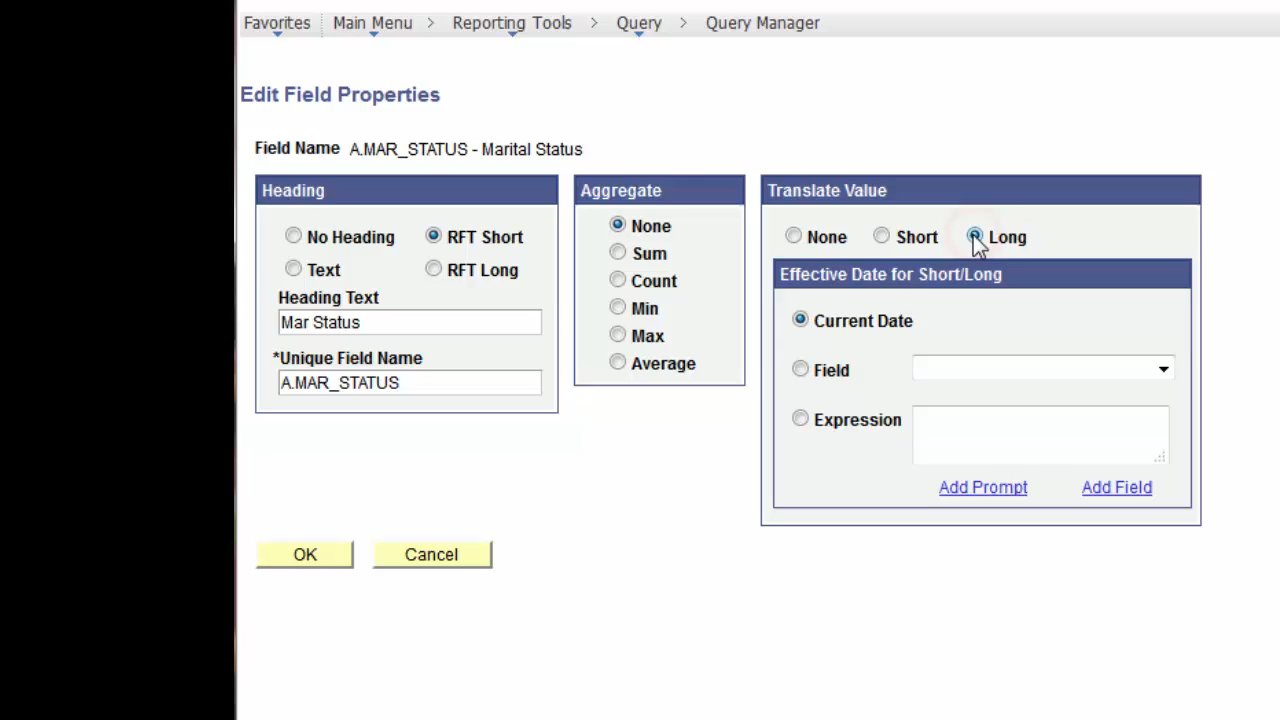 Favorites Main Menu > Reporting Tools > Query > Query Manager
Edit Field Properties
Field Name A.MAR_STATUS - Marital Status
Heading
No Heading RFT Short
Text RFT Long
Heading Text
Mar Status
*Unique Field Name
A.MAR_STATUS
Aggregate
None
Sum
Count
Min
Max
Average
Translate Value
None Short Long
Effective Date for Short/Long
Current Date
Field
Expression
Add Prompt Add Field
OK Cancel